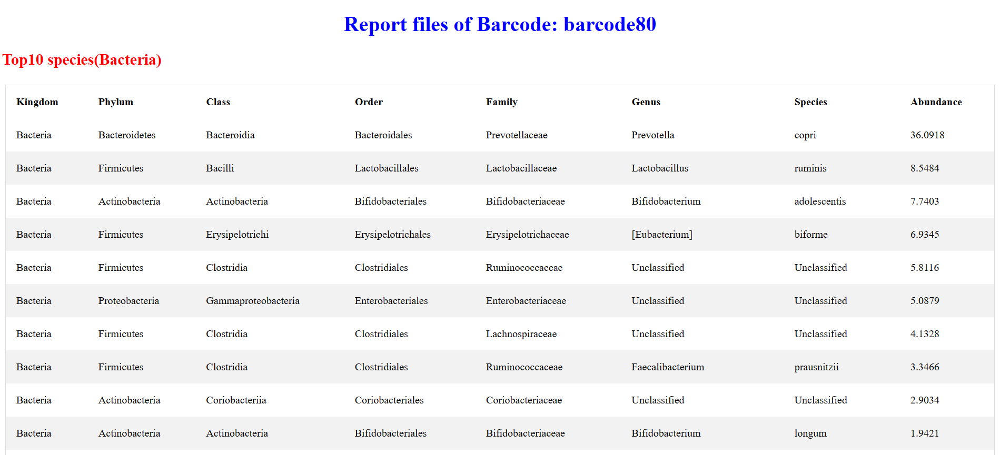 Report files of Barcode: barcode80
Top10 species(Bacteria)
Kingdom Phylum Class Order Family Genus Species Abundance
Bacteria Bacteroidetes Bacteroidia Bacteroidales Prevotellaceae Prevotella copri 36.0918
Bacteria Firmicutes Bacilli Lactobacillales Lactobacillaceae Lactobacillus ruminis 8.5484
Bacteria Actinobacteria Actinobacteria Bifidobacteriales Bifidobacteriaceae Bifidobacterium adolescentis 7.7403
Bacteria Firmicutes Erysipelotrichi Erysipelotrichales Erysipelotrichaceae [Eubacterium] biforme 6.9345
Bacteria Firmicutes Clostridia Clostridiales Ruminococcaceae Unclassified Unclassified 5.8116
Bacteria Proteobacteria Gammaproteobacteria Enterobacteriales Enterobacteriaceae Unclassified Unclassified 5.0879
Bacteria Firmicutes Clostridia Clostridiales Lachnospiraceae Unclassified Unclassified 4.1328
Bacteria Firmicutes Clostridia Clostridiales Ruminococcaceae Faecalibacterium prausnitzii 3.3466
Bacteria Actinobacteria Coriobacteriia Coriobacteriales Coriobacteriaceae Unclassified Unclassified 2.9034
Bacteria Actinobacteria Actinobacteria Bifidobacteriales Bifidobacteriaceae Bifidobacterium longum 1.9421